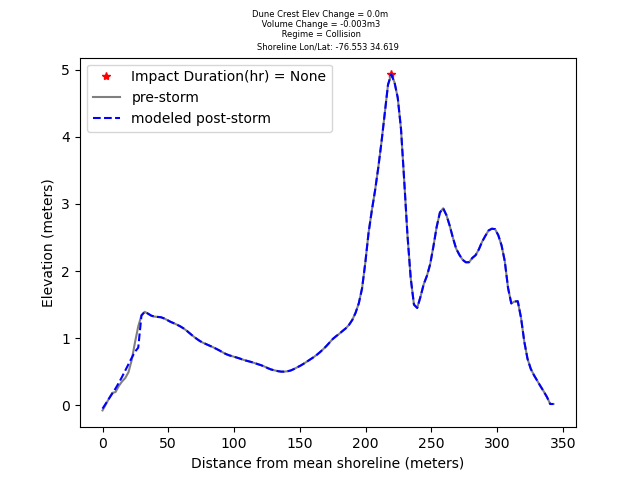 Dune Crest Elev Change = 0.0m
Volume Change = -0.003m3
Regime = Collision
Shoreline Lon/Lat: -76.553 34.619
Impact Duration(hr) = None
pre-storm
modeled post-storm
5
4
3
2
1
0
Elevation (meters)
0 50 100 150 200 250 300 350
Distance from mean shoreline (meters)